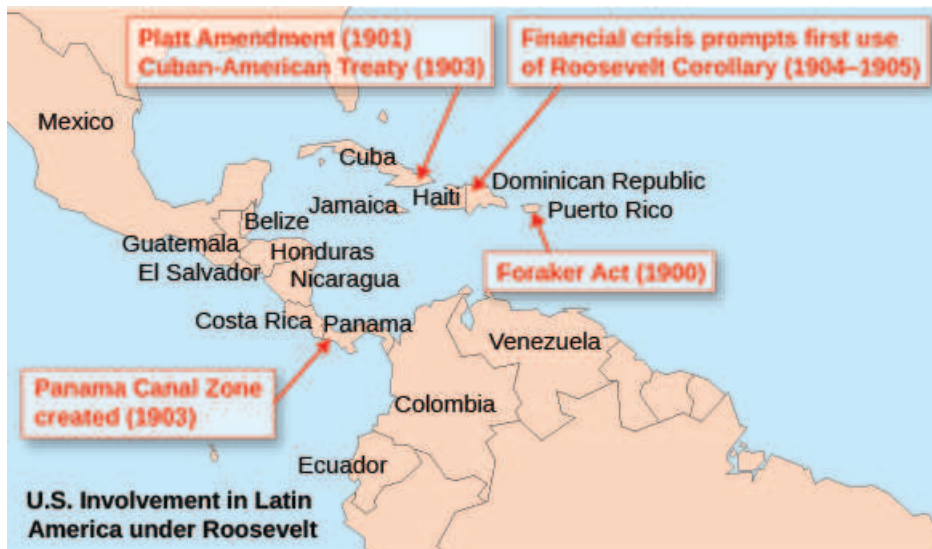 Platt Amendment (1901)
Cuban-American Treaty (1903)
Financial crisis prompts first use
of Roosevelt Corollary (1904–1905)
Mexico
Cuba
Haiti
Dominican Republic
Jamaica
Puerto Rico
Belize
Guatemala
Honduras
El Salvador
Nicaragua
Foraker Act (1900)
Costa Rica
Panama
Venezuela
Panama Canal Zone
created (1903)
Colombia
Ecuador
U.S. Involvement in Latin
America under Roosevelt